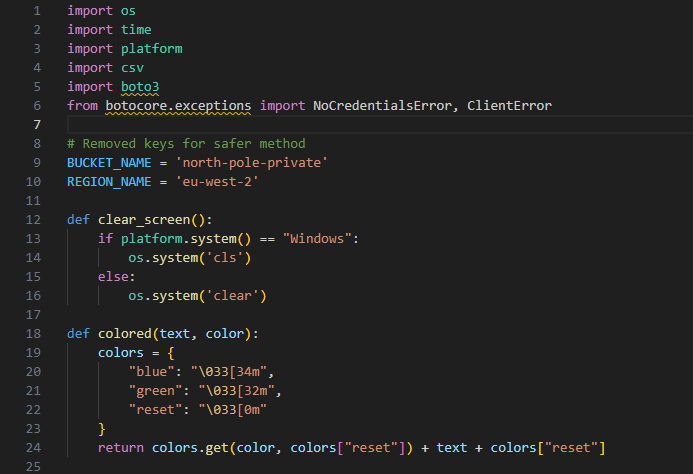 1 import os
2 import time
3 import platform
4 import csv
5 import boto3
6 from botocore.exceptions import NoCredentialsError, ClientError
7
8 # Removed keys for safer method
9 BUCKET_NAME = 'north-pole-private'
10 REGION_NAME = 'eu-west-2'
11
12 def clear_screen():
13     if platform.system() == "Windows":
14         os.system('cls')
15     else:
16         os.system('clear')
17
18 def colored(text, color):
19     colors = {
20         "blue": "\033[34m",
21         "green": "\033[32m",
22         "reset": "\033[0m"
23     }
24     return colors.get(color, colors["reset"]) + text + colors["reset"]
25